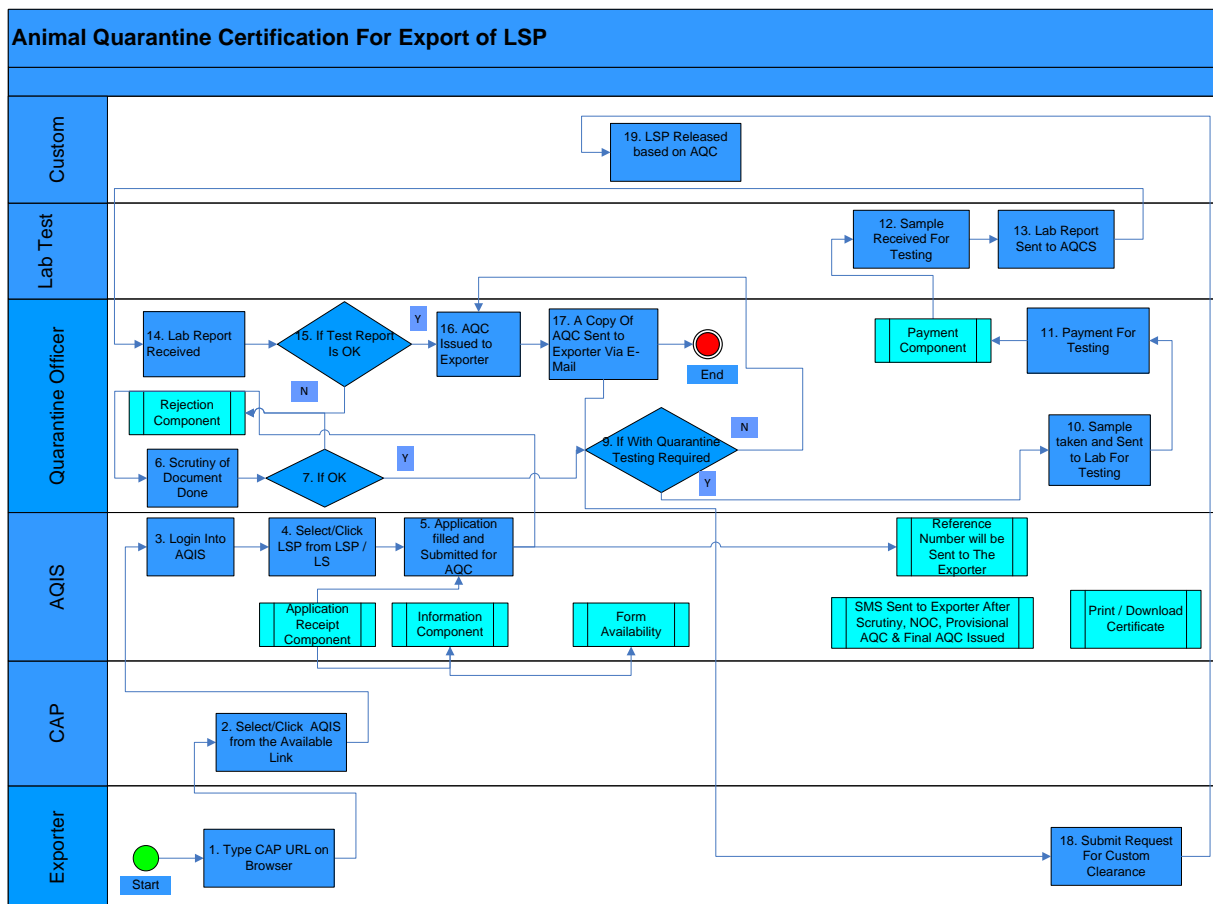 Animal Quarantine Certification For Export of LSP
Custom
19. LSP Released
based on AQC
Lab Test
12. Sample
Received For
Testing
13. Lab Report
Sent to AQCS
Quarantine Officer
14. Lab Report
Received
15. If Test Report
Is OK
Y
16. AQC
Issued to
Exporter
17. A Copy Of
AQC Sent to
Exporter Via E-
Mail
End
Payment
Component
11. Payment For
Testing
N
Rejection
Component
6. Scrutiny of
Document
Done
7. If OK
Y
9. If With Quarantine
Testing Required
N
Y
10. Sample
taken and Sent
to Lab For
Testing
AQIS
3. Login Into
AQIS
4. Select/Click
LSP from LSP /
LS
5. Application
filled and
Submitted for
AQC
Reference
Number will be
Sent to The
Exporter
Application
Receipt
Component
Information
Component
Form
Availability
SMS Sent to Exporter After
Scrutiny, NOC, Provisional
AQC & Final AQC Issued
Print / Download
Certificate
CAP
2. Select/Click AQIS
from the Available
Link
Exporter
Start
1. Type CAP URL on
Browser
18. Submit Request
For Custom
Clearance